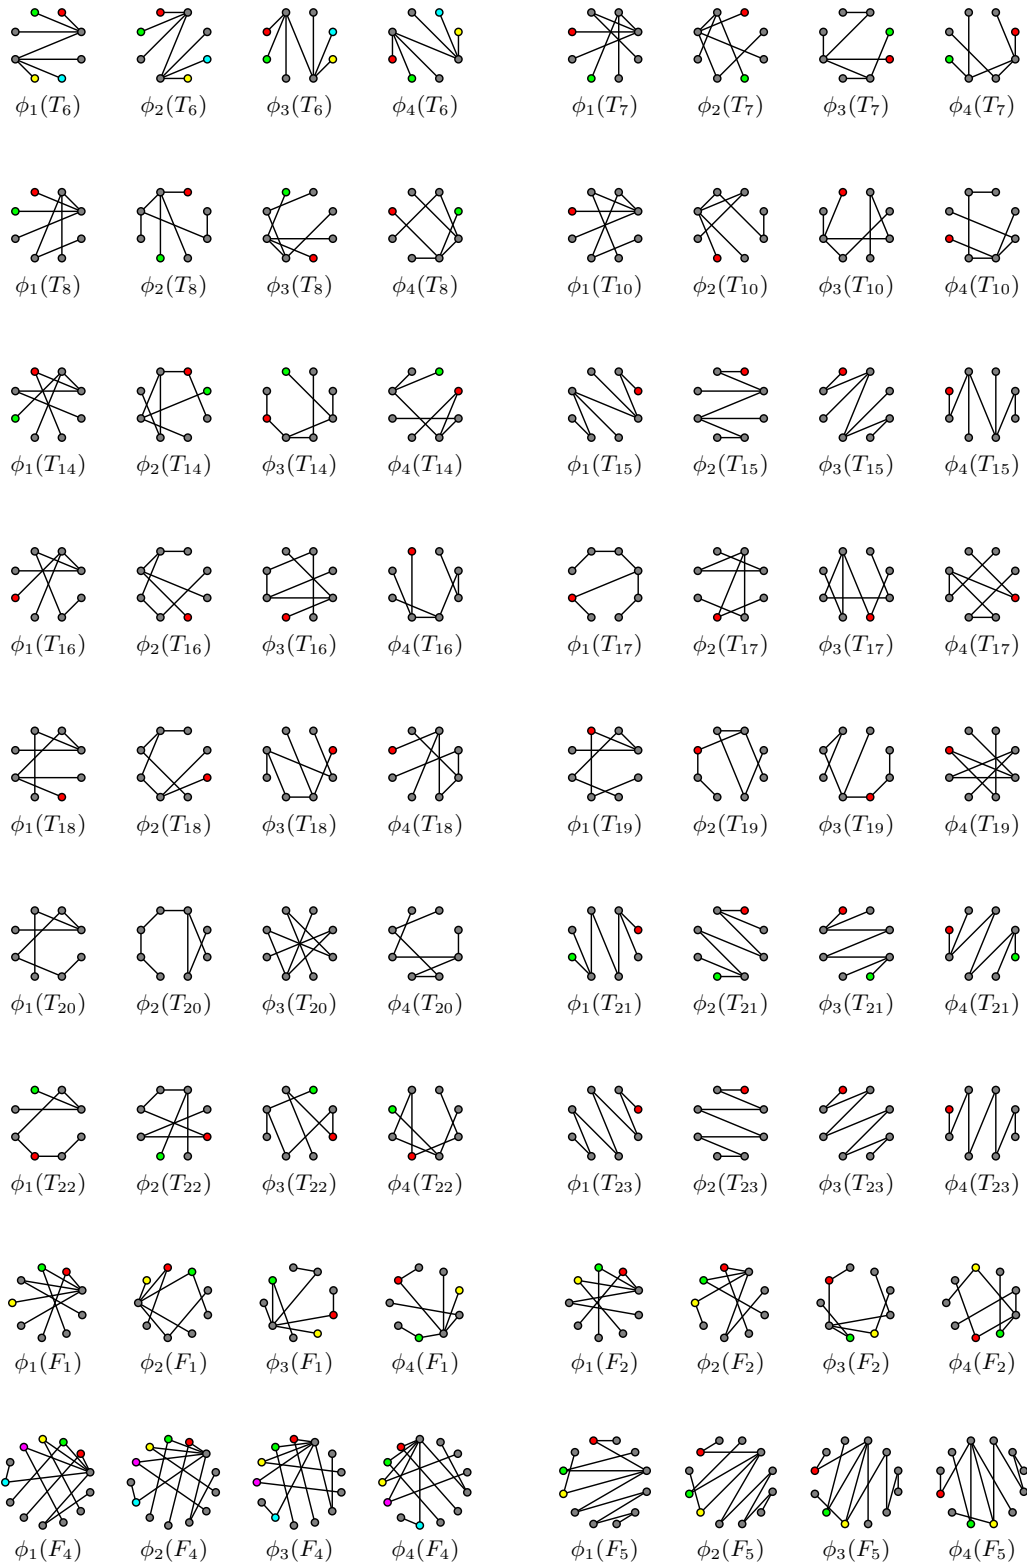 ϕ₁(T₆) ϕ₂(T₆) ϕ₃(T₆) ϕ₄(T₆) ϕ₁(T₇) ϕ₂(T₇) ϕ₃(T₇) ϕ₄(T₇)
ϕ₁(T₈) ϕ₂(T₈) ϕ₃(T₈) ϕ₄(T₈) ϕ₁(T₁₀) ϕ₂(T₁₀) ϕ₃(T₁₀) ϕ₄(T₁₀)
ϕ₁(T₁₄) ϕ₂(T₁₄) ϕ₃(T₁₄) ϕ₄(T₁₄) ϕ₁(T₁₅) ϕ₂(T₁₅) ϕ₃(T₁₅) ϕ₄(T₁₅)
ϕ₁(T₁₆) ϕ₂(T₁₆) ϕ₃(T₁₆) ϕ₄(T₁₆) ϕ₁(T₁₇) ϕ₂(T₁₇) ϕ₃(T₁₇) ϕ₄(T₁₇)
ϕ₁(T₁₈) ϕ₂(T₁₈) ϕ₃(T₁₈) ϕ₄(T₁₈) ϕ₁(T₁₉) ϕ₂(T₁₉) ϕ₃(T₁₉) ϕ₄(T₁₉)
ϕ₁(T₂₀) ϕ₂(T₂₀) ϕ₃(T₂₀) ϕ₄(T₂₀) ϕ₁(T₂₁) ϕ₂(T₂₁) ϕ₃(T₂₁) ϕ₄(T₂₁)
ϕ₁(T₂₂) ϕ₂(T₂₂) ϕ₃(T₂₂) ϕ₄(T₂₂) ϕ₁(T₂₃) ϕ₂(T₂₃) ϕ₃(T₂₃) ϕ₄(T₂₃)
ϕ₁(F₁) ϕ₂(F₁) ϕ₃(F₁) ϕ₄(F₁) ϕ₁(F₂) ϕ₂(F₂) ϕ₃(F₂) ϕ₄(F₂)
ϕ₁(F₄) ϕ₂(F₄) ϕ₃(F₄) ϕ₄(F₄) ϕ₁(F₅) ϕ₂(F₅) ϕ₃(F₅) ϕ₄(F₅)